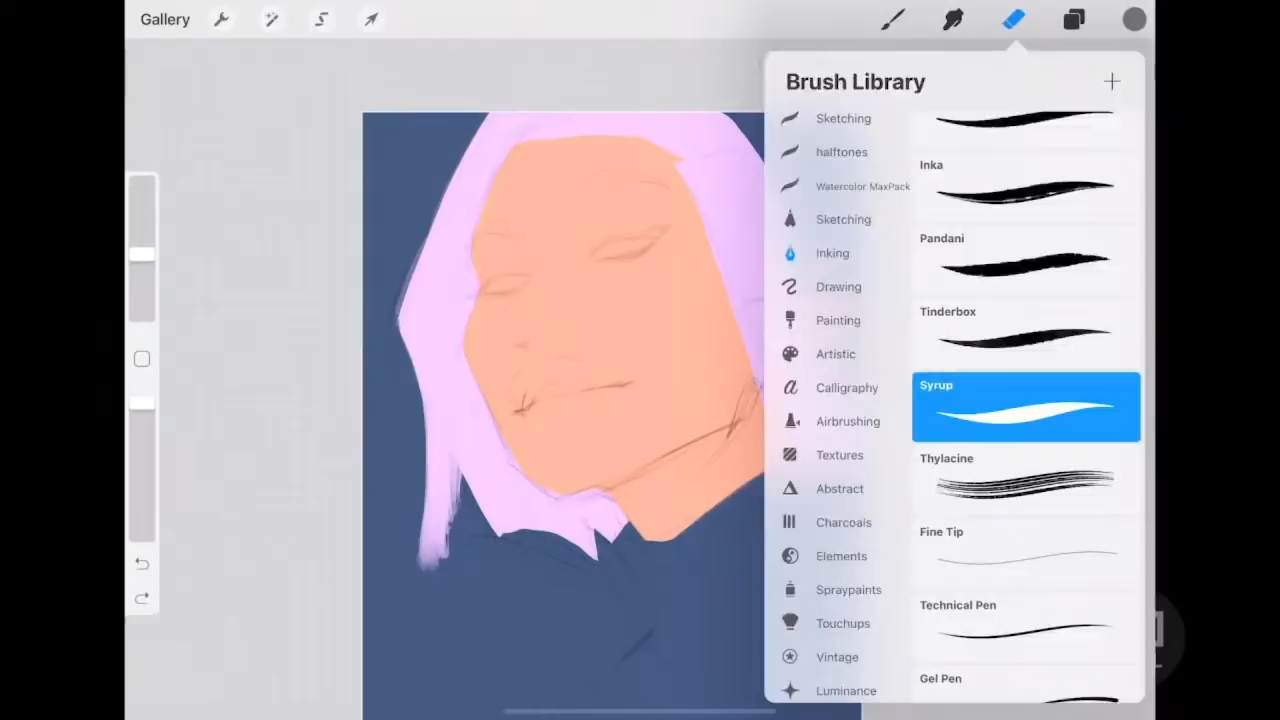 Gallery
Brush Library
Sketching
halftones
Watercolor MaxPack
Sketching
Inking
Drawing
Painting
Artistic
Calligraphy
Airbrushing
Textures
Abstract
Charcoals
Elements
Spraypaints
Touchups
Vintage
Luminance
Inka
Pandani
Tinderbox
Syrup
Thylacine
Fine Tip
Technical Pen
Gel Pen